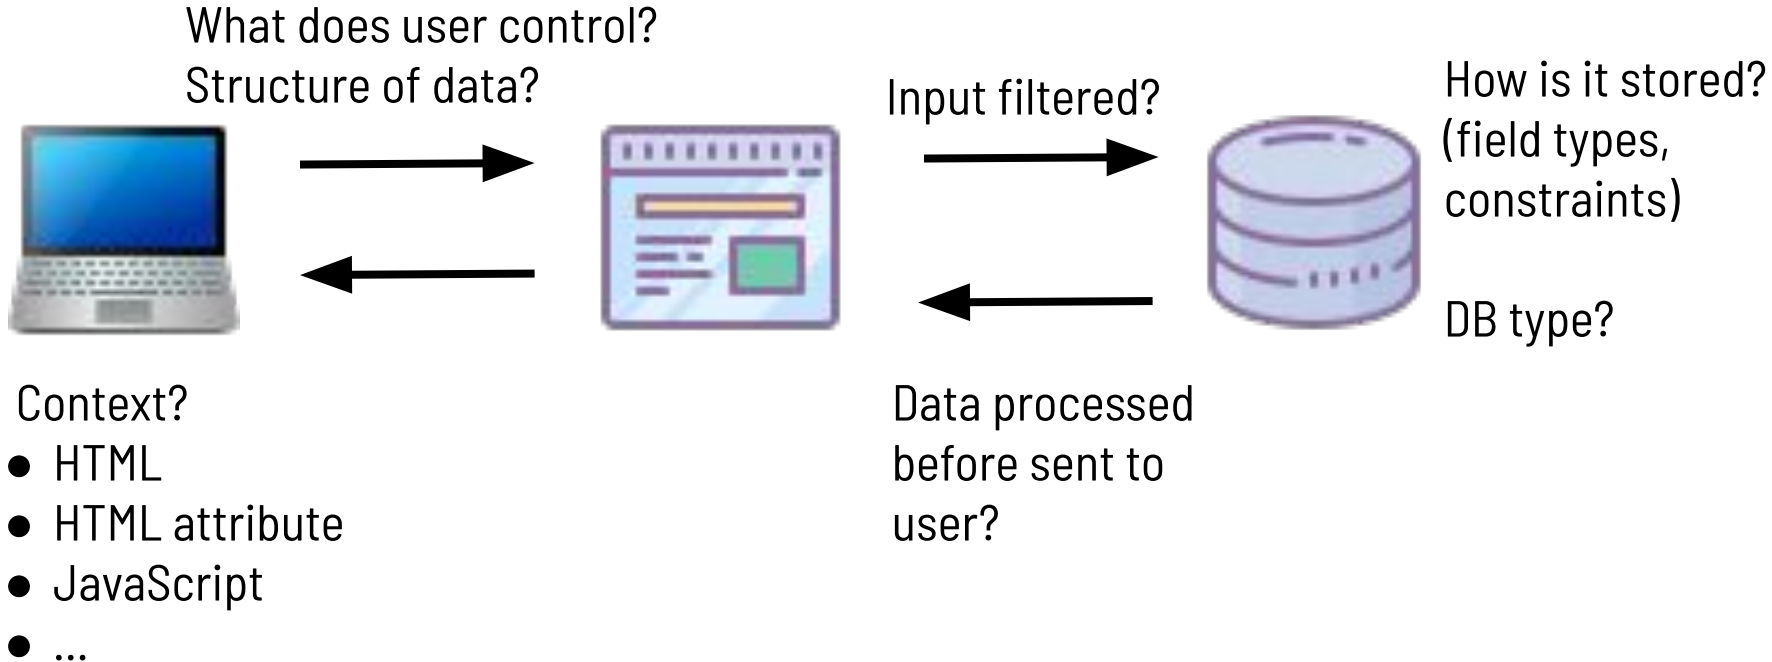 What does user control?
Structure of data?
Input filtered?
How is it stored?
(field types,
constraints)
DB type?
Context?
● HTML
● HTML attribute
● JavaScript
● ...
Data processed
before sent to
user?